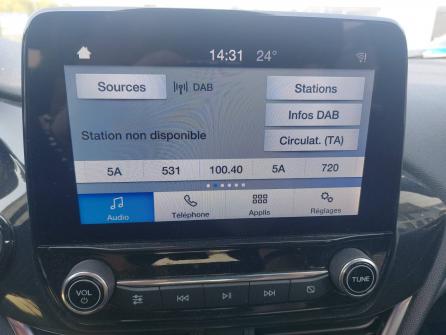 14:31 24°
Sources DAB Stations
Infos DAB
Station non disponible Circulat. (TA)
5A 531 100.40 5A 720
Audio Téléphone Applis Réglages
VOL TUNE